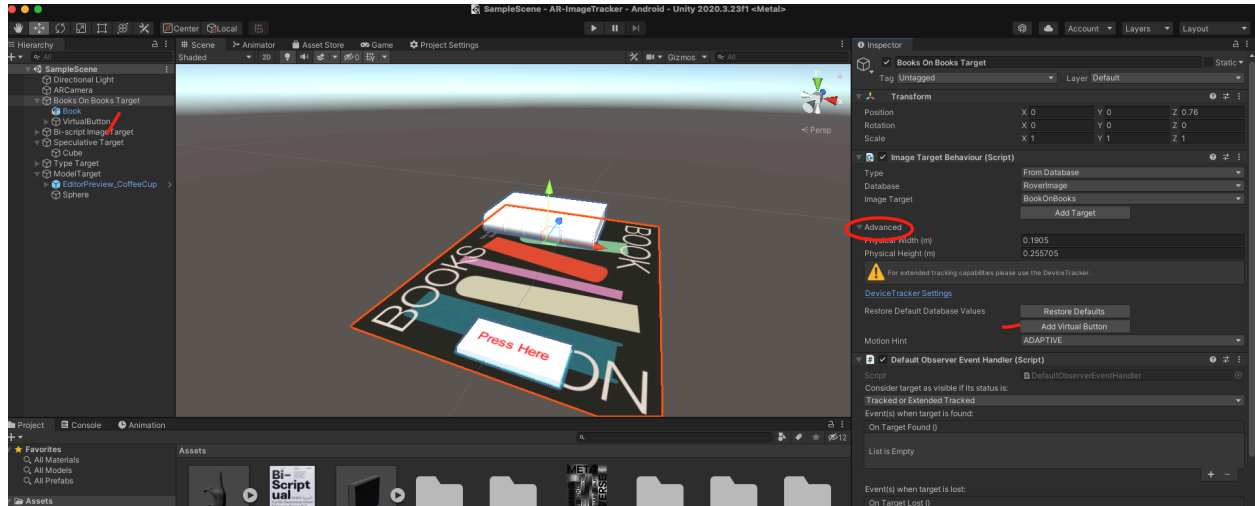 SampleScene - AR-ImageTracker - Android - Unity 2020.3.23f1 <Metal>
Center Local Account Layers Layout
Hierarchy
All
SampleScene
Directional Light
ARCamera
Books On Books Target
Book
VirtualButton
Bi-script ImageTarget
Speculative Target
Cube
Type Target
ModelTarget
EditorPreview_CoffeeCup
Sphere
Scene Animator Asset Store Game Project Settings
Shaded 2D 0 Gizmos All
Persp
BOOK
BOOKS
ON
Press Here
Inspector
Books On Books Target Static
Tag Untagged Layer Default
Transform
Position X 0 Y 0 Z 0.76
Rotation X 0 Y 0 Z 0
Scale X 1 Y 1 Z 1
Image Target Behaviour (Script)
Type From Database
Database RoverImage
Image Target BookOnBooks
Add Target
Advanced
Physical Width (m) 0.1905
Physical Height (m) 0.255705
For extended tracking capabilities please use the DeviceTracker.
DeviceTracker Settings
Restore Default Database Values Restore Defaults
Add Virtual Button
Motion Hint ADAPTIVE
Default Observer Event Handler (Script)
Script DefaultObserverEventHandler
Consider target as visible if its status is:
Tracked or Extended Tracked
Event(s) when target is found:
On Target Found ()
List is Empty
Event(s) when target is lost:
On Target Lost ()
Project Console Animation
12
Favorites
All Materials
All Models
All Prefabs
Assets
Assets
Bi-
Script
ual
META
VERSE